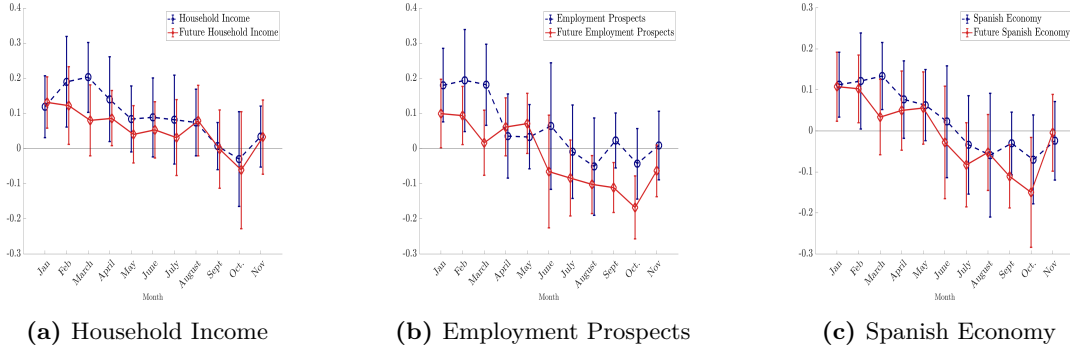 0.4
0.3
0.2
0.1
0
-0.1
-0.2
-0.3
Household Income
Future Household Income
Jan
Feb
March
April
May
June
July
August
Sept
Oct.
Nov
Month
(a) Household Income
0.4
0.3
0.2
0.1
0
-0.1
-0.2
-0.3
Employment Prospects
Future Employment Prospects
Jan
Feb
March
April
May
June
July
August
Sept
Oct.
Nov
Month
(b) Employment Prospects
0.3
0.2
0.1
0
-0.1
-0.2
-0.3
Spanish Economy
Future Spanish Economy
Jan
Feb
March
April
May
June
July
August
Sept
Oct.
Nov
Month
(c) Spanish Economy